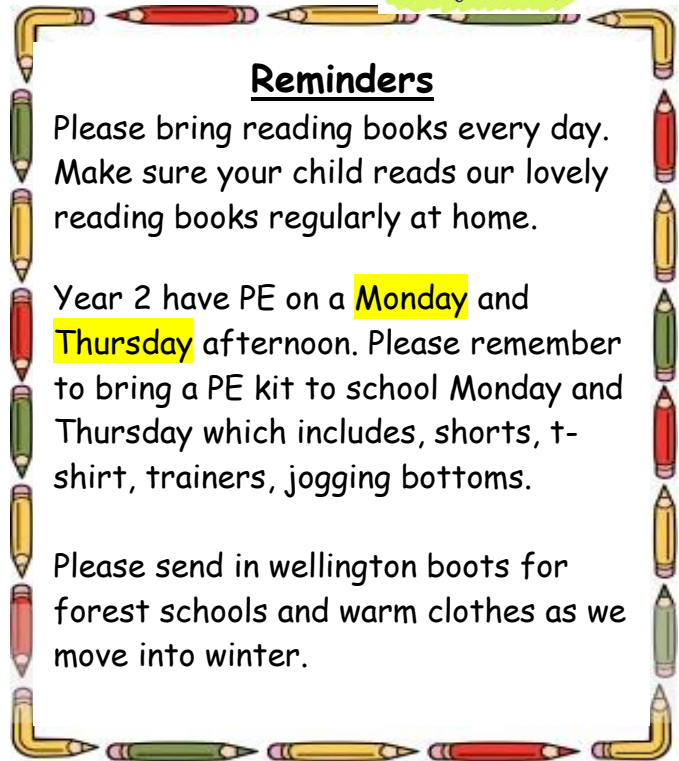 Reminders
Please bring reading books every day.
Make sure your child reads our lovely
reading books regularly at home.
Year 2 have PE on a Monday and
Thursday afternoon. Please remember
to bring a PE kit to school Monday and
Thursday which includes, shorts, t-
shirt, trainers, jogging bottoms.
Please send in wellington boots for
forest schools and warm clothes as we
move into winter.